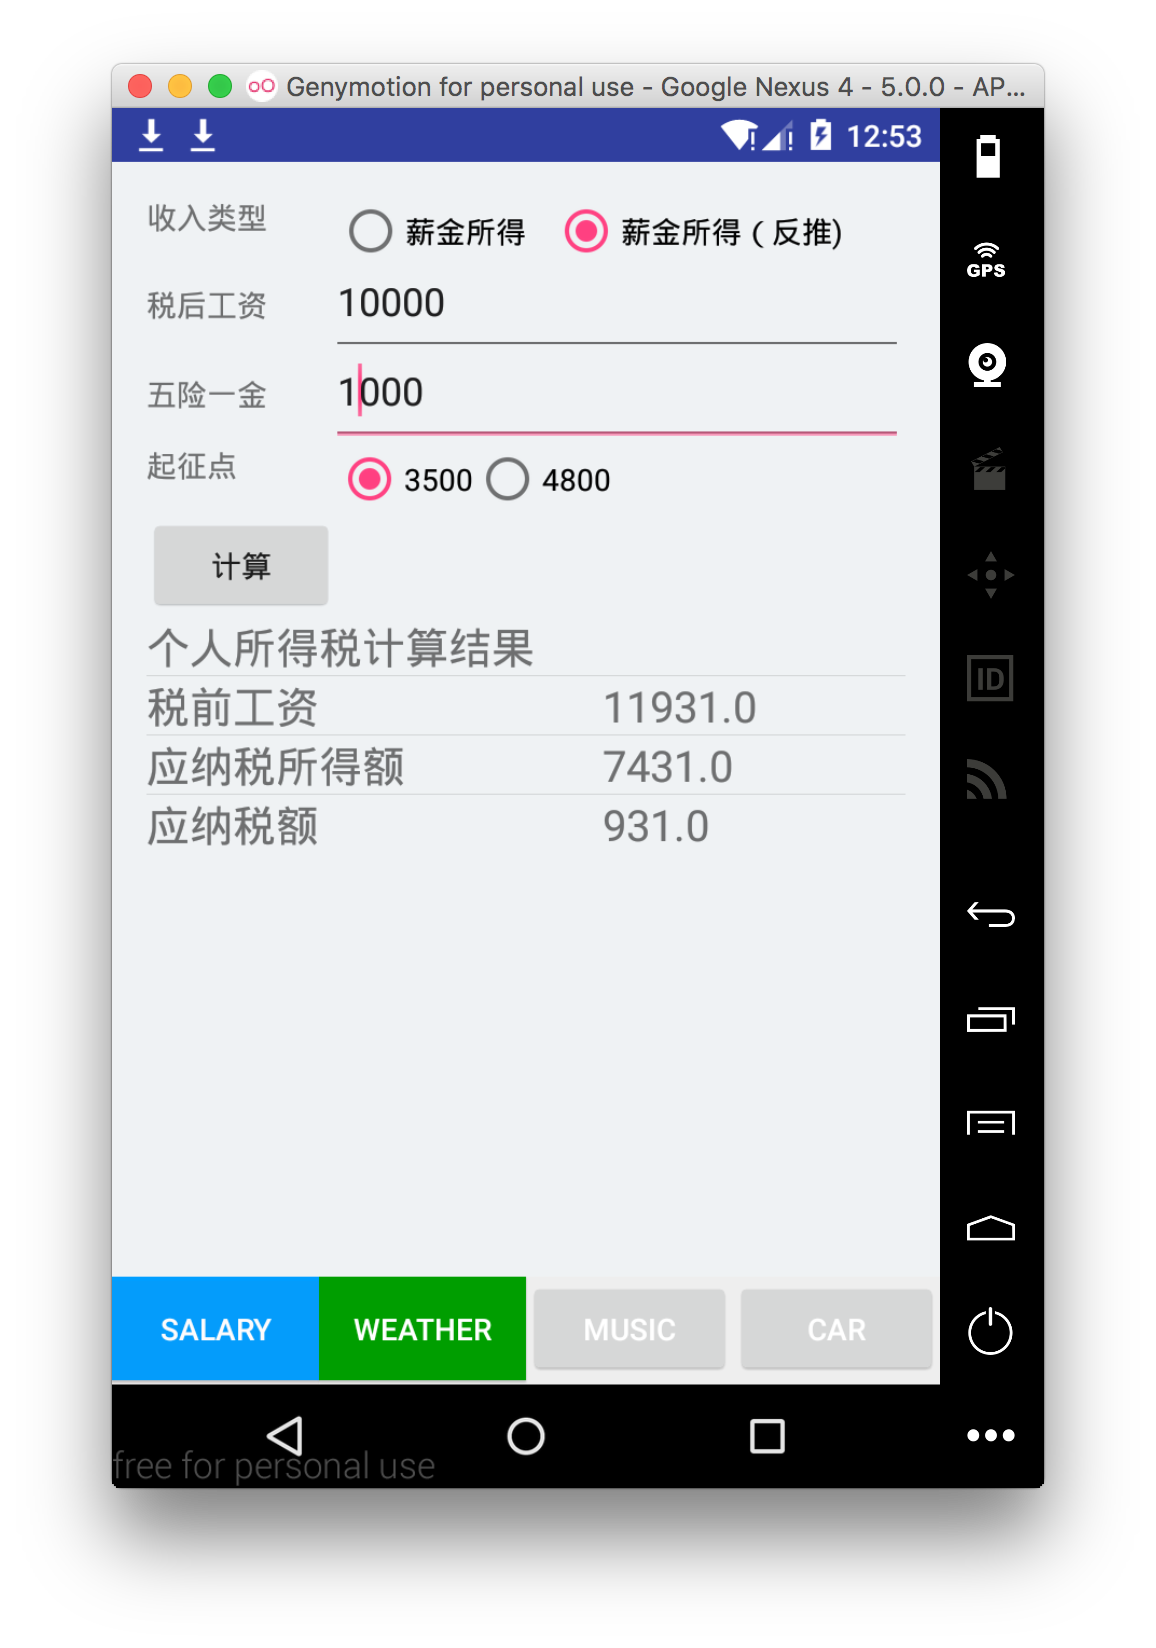 Genymotion for personal use - Google Nexus 4 - 5.0.0 - AP...
12:53
收入类型 薪金所得 薪金所得（反推)
税后工资 10000
五险一金 1000
起征点 3500 4800
计算
个人所得税计算结果
税前工资 11931.0
应纳税所得额 7431.0
应纳税额 931.0
SALARY WEATHER MUSIC CAR
free for personal use
GPS
ID